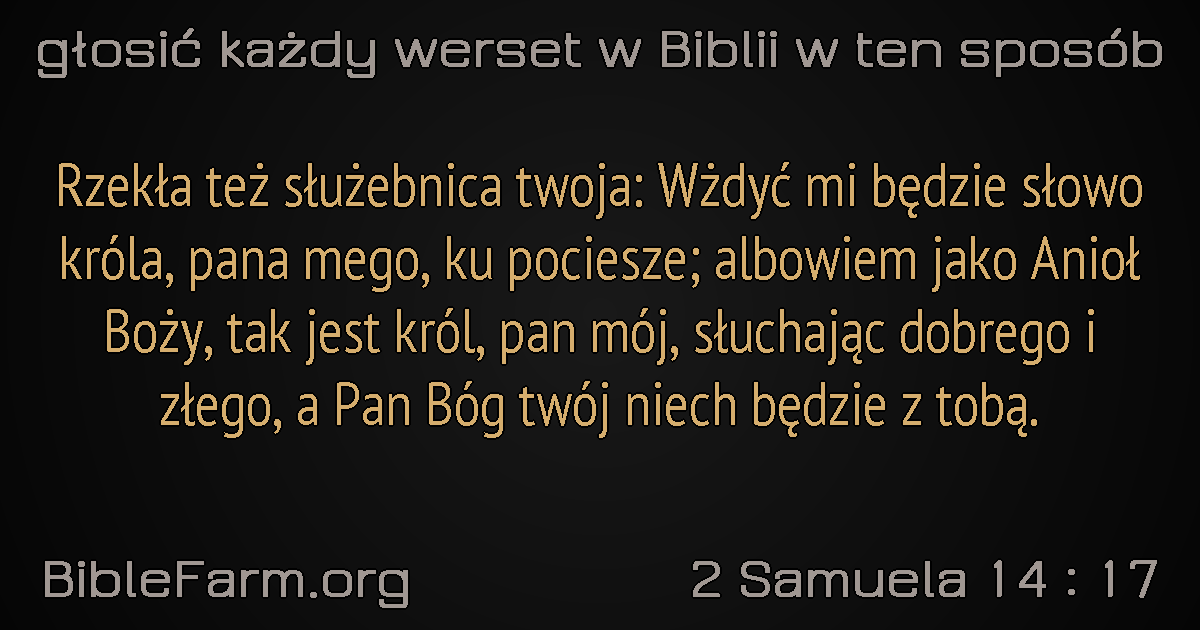 głosić każdy werset w Biblii w ten sposób
Rzekła też służebnica twoja: Wżdyć mi będzie słowo
króla, pana mego, ku pociesze; albowiem jako Anioł
Boży, tak jest król, pan mój, słuchając dobrego i
złego, a Pan Bóg twój niech będzie z tobą.
BibleFarm.org
2 Samuela 14 : 17